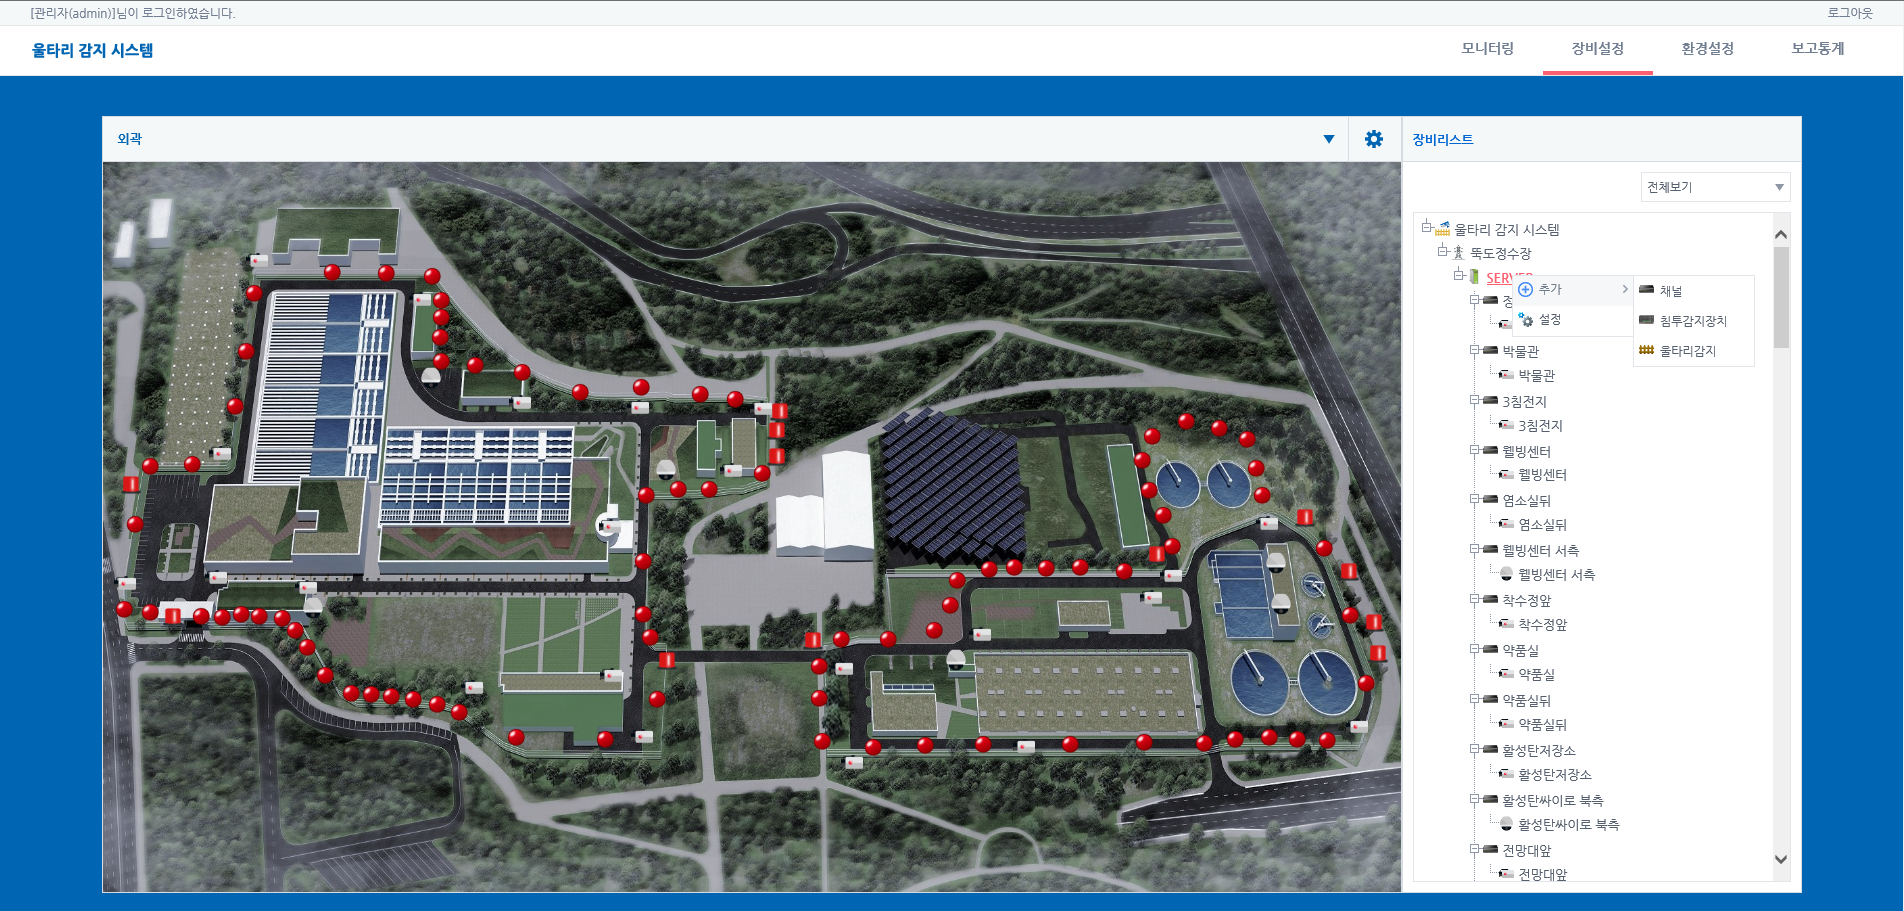 [관리자(admin)]님이 로그인하였습니다.
로그아웃
울타리 감지 시스템
모니터링
장비설정
환경설정
보고통계
외곽
장비리스트
전체보기
울타리 감지 시스템
뚝도정수장
SERVER
추가
설정
채널
침투감지장치
울타리감지
박물관
박물관
3침전지
3침전지
웰빙센터
웰빙센터
염소실뒤
염소실뒤
웰빙센터 서측
웰빙센터 서측
착수정앞
착수정앞
약품실
약품실
약품실뒤
약품실뒤
활성탄저장소
활성탄저장소
활성탄싸이로 북측
활성탄싸이로 북측
전망대앞
전망대앞